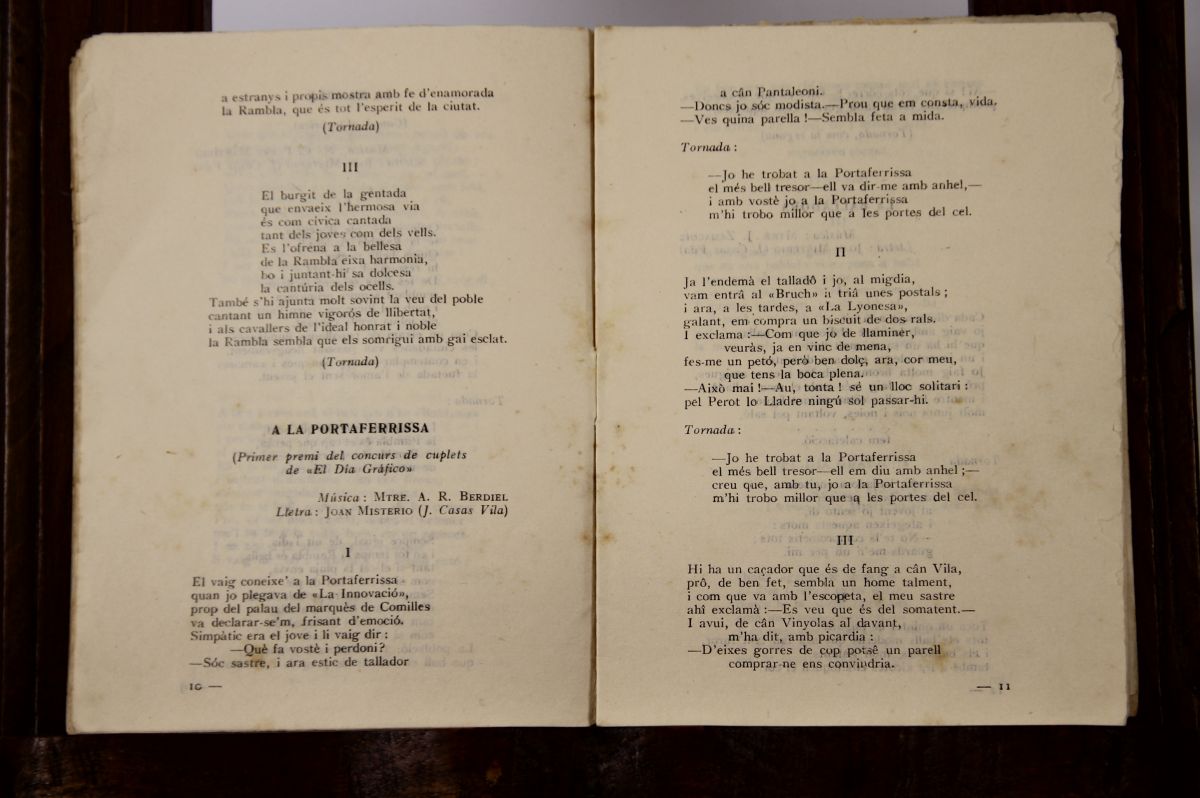 a estranys i propis mostra amb fe d'enamorada
la Rambla, que és tot l'esperit de la ciutat.
(Tornada)
III
El burgit de la gentada
que envaeix l'hermosa via
és com cívica cantada
tant dels joves com dels vells.
Es l'ofrena a la bellesa
de la Rambla eixa harmonia,
bo i juntant-hi sa dolcesa
la cantúria dels ocells.
També s'hi ajunta molt sovint la veu del poble
cantant un himne vigorós de llibertat,
i als cavallers de l'ideal honrat i noble
la Rambla sembla que els somrigui amb gai esclat.
(Tornada)
A LA PORTAFERRISSA
(Primer premi del concurs de cuplets
de «El Día Gráfico»
Música : MTRE. A. R. BERDIEL
Lletra : JOAN MISTERIO (J. Casas Vila)
I
El vaig coneixe' a la Portaferrissa
quan jo plegava de «La Innovació»,
prop del palau del marquès de Comilles
va declarar-se'm, frisant d'emoció.
Simpàtic era el jove i li vaig dir :
—Què fa vostè i perdoni?
—Sóc sastre, i ara estic de tallador
10 —
a cân Pantaleoni.
—Doncs jo sóc modista.—Prou que em consta, vida.
—Ves quina parella !—Sembla feta a mida.
Tornada :
—Jo he trobat a la Portaferrissa
el més bell tresor—ell va dir-me amb anhel,—
i amb vostè jo a la Portaferrissa
m'hi trobo millor que a les portes del cel.
II
Ja l'endemà el talladô i jo, al migdia,
vam entrâ al «Bruch» a triâ unes postals ;
i ara, a les tardes, a «La Lyonesa»,
galant, em compra un biscuit de dos rals.
I exclama :—Com que jo só llaminer,
veuràs, ja en vinc de mena,
fes-me un petó, però ben dolç, ara, cor meu,
que tens la boca plena.
—Això mai !—Au, tonta ! sé un lloc solitari :
pel Perot lo Lladre ningú sol passar-hi.
Tornada :
—Jo he trobat a la Portaferrissa
el més bell tresor—ell em diu amb anhel ;—
creu que, amb tu, jo a la Portaferrissa
m'hi trobo millor que a les portes del cel.
III
Hi ha un caçador que és de fang a cân Vila,
prô, de ben fet, sembla un home talment,
i com que va amb l'escopeta, el meu sastre
ahî exclamà :—Es veu que és del somatent.—
I avui, de cân Vinyolas al davant,
m'ha dit, amb picardia :
—D'eixes gorres de cop potsê un parell
comprar-ne ens convindria.
— 11